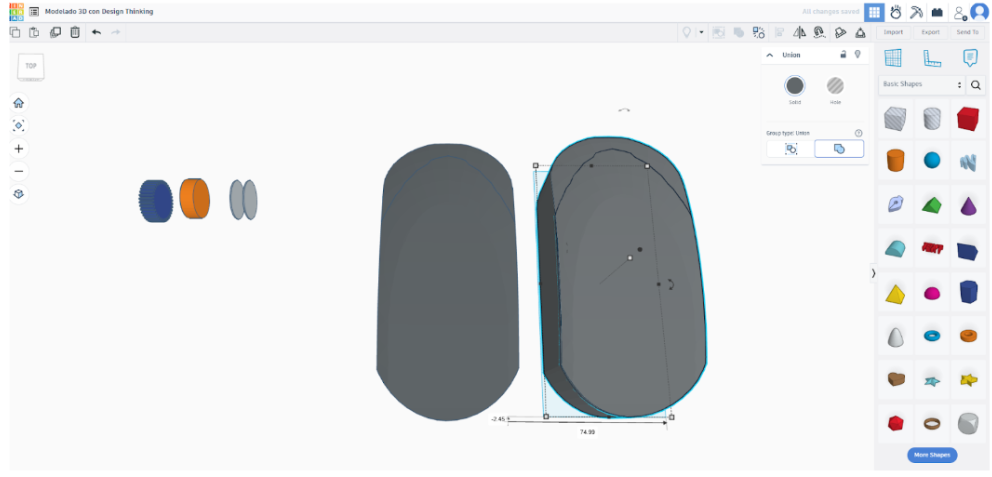 Modelado 3D con Design Thinking
All changes saved
Import
Export
Send To
TOP
Union
Solid
Hole
Group type: Union
Basic Shapes
-2.45
74.99
More Shapes